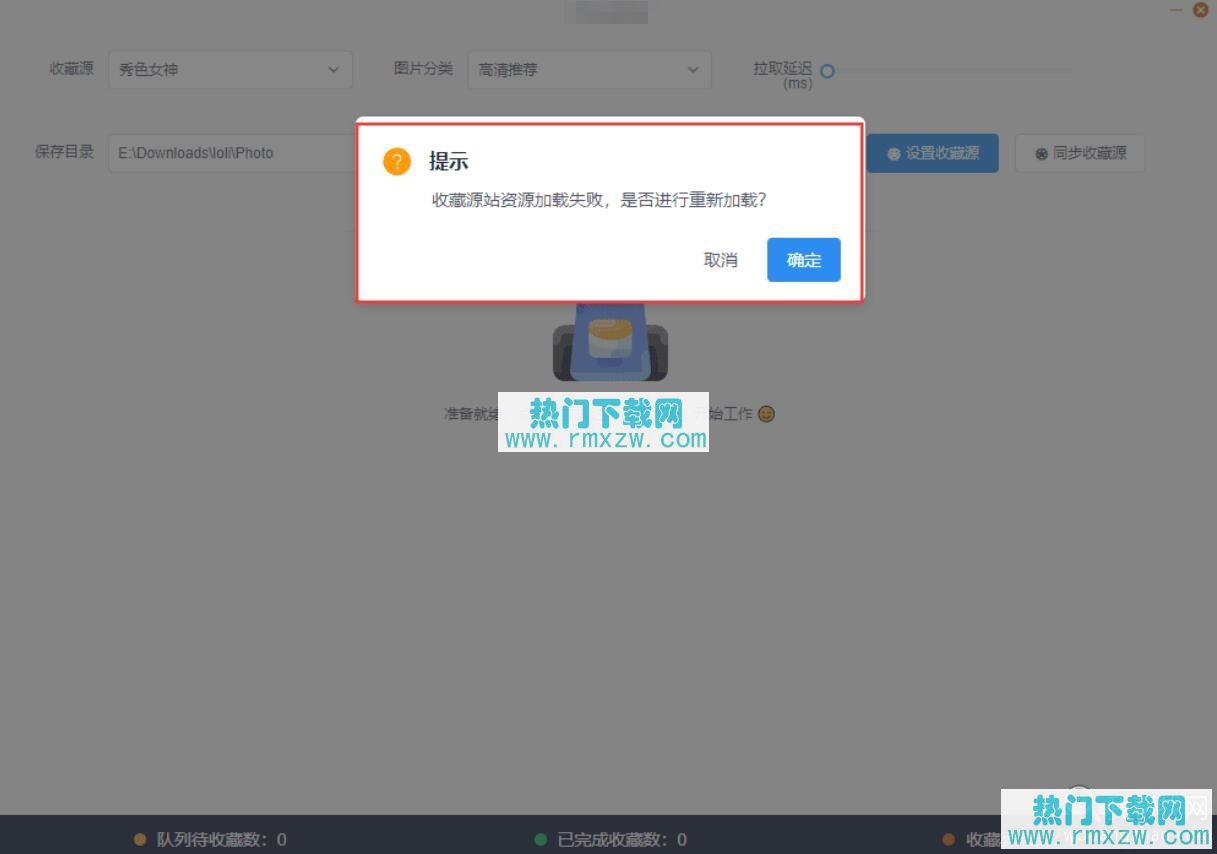 收藏源
秀色女神
图片分类
高清推荐
拉取延迟
(ms)
保存目录
E:\Downloads\loli\Photo
设置收藏源
同步收藏源
?
提示
收藏源站资源加载失败，是否进行重新加载?
取消
确定
准备就绪
始工作
热门下载网
www.rmxzw.com
队列待收藏数：0
已完成收藏数：0
收藏
热门下载网
www.rmxzw.com